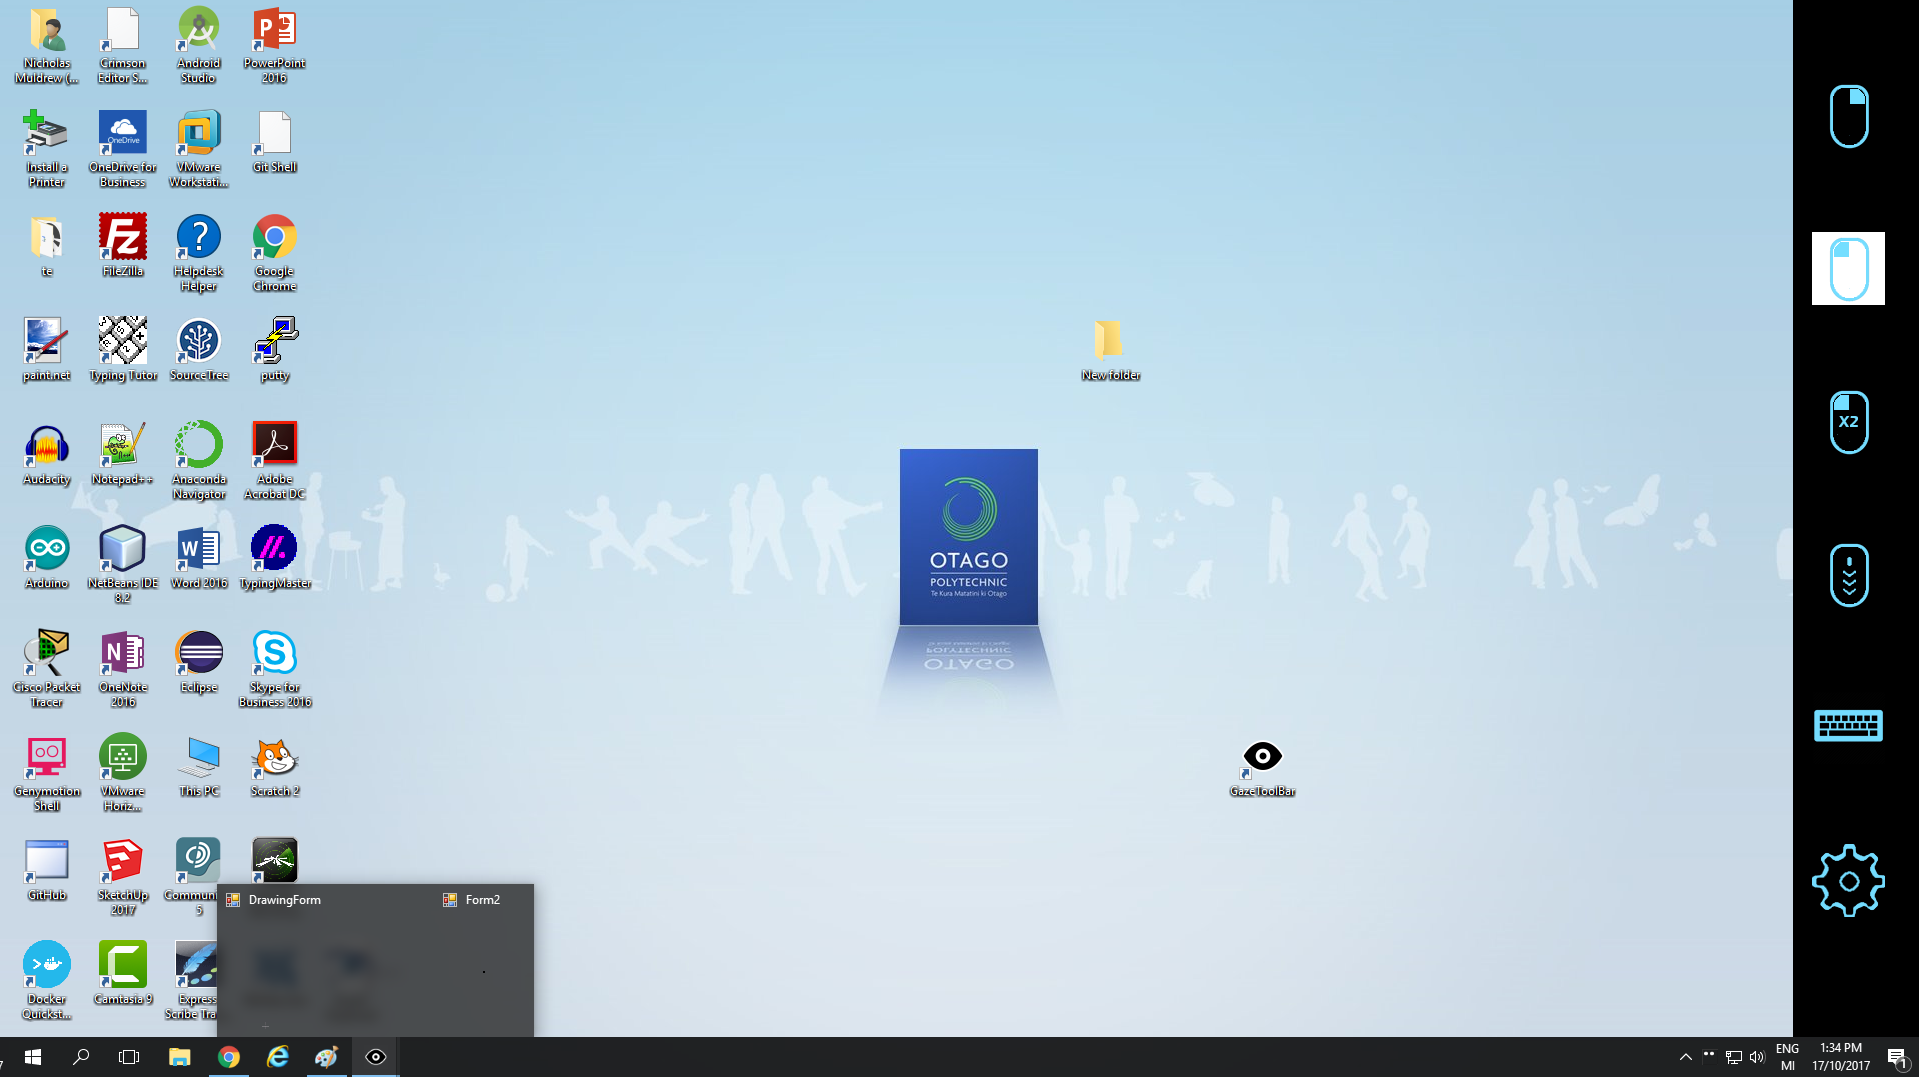 Nicholas
Muldrew (...
Crimson
Editor S...
Android
Studio
PowerPoint
2016
Install a
Printer
OneDrive
OneDrive for
Business
VMware
Workstati...
Git Shell
te
Fz
FileZilla
?
Helpdesk
Helper
Google
Chrome
paint.net
Typing Tutor
SourceTree
putty
New folder
X2
Audacity
Notepad++
Anaconda
Navigator
Adobe
Acrobat DC
Arduino
NetBeans IDE
8.2
Word 2016
TypingMaster
OTAGO
POLYTECHNIC
Te Kura Matatini ki Otago
Cisco Packet
Tracer
OneNote
2016
Eclipse
Skype for
Business 2016
Genymotion
Shell
VMware
Horiz...
This PC
Scratch 2
GazeToolBar
GitHub
SketchUp
2017
Communi
5
DrawingForm
Form2
Docker
Quickst...
Camtasia 9
Express
Scribe Tra
ENG
MI
1:34 PM
17/10/2017
1